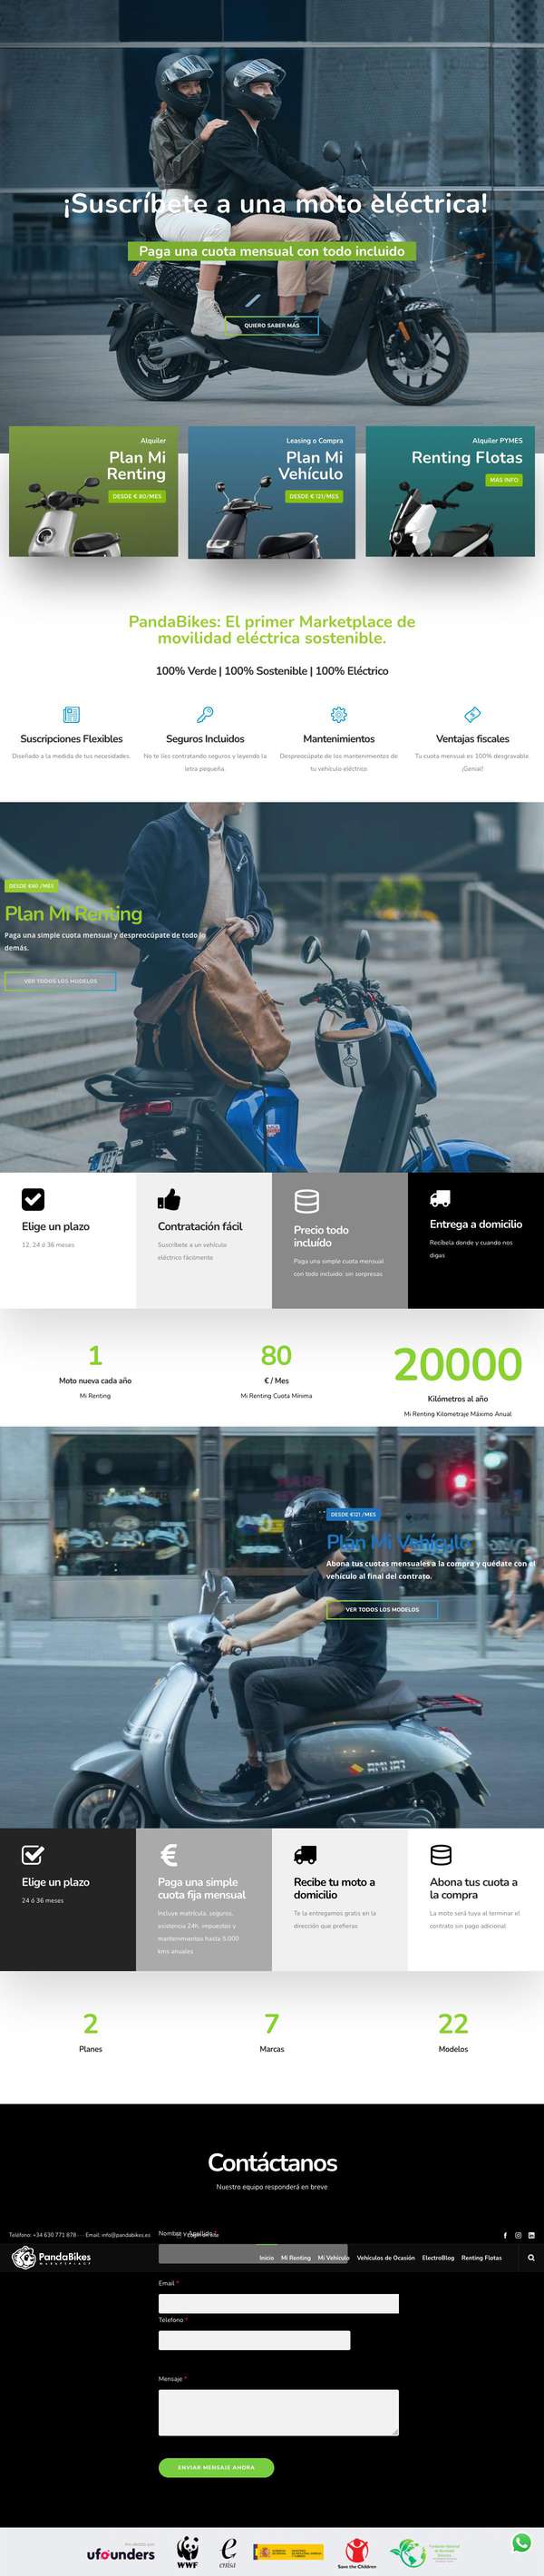 ¡Suscríbete a una moto eléctrica!
Paga una cuota mensual con todo incluido
QUIERO SABER MÁS
Alquiler
Plan Mi
Renting
DESDE € 80/MES
Leasing o Compra
Plan Mi
Vehículo
DESDE € 121/MES
Alquiler PYMES
Renting Flotas
MÁS INFO
PandaBikes: El primer Marketplace de
movilidad eléctrica sostenible.
100% Verde | 100% Sostenible | 100% Eléctrico
Suscripciones Flexibles
Diseñado a la medida de tus necesidades.
Seguros Incluidos
No te líes contratando seguros y leyendo la
letra pequeña.
Mantenimientos
Despreocúpate de los mantenimientos de
tu vehículo eléctrico.
Ventajas fiscales
Tu cuota mensual es 100% desgravable.
¡Genial!
Plan Mi Renting
Paga una simple cuota mensual y despreocúpate de todo lo
demás.
VER TODOS LOS MODELOS
Elige un plazo
12, 24 ó 36 meses
Contratación fácil
Suscríbete a un vehículo
eléctrico fácilmente
Precio todo
incluído
Paga una simple cuota mensual
con todo incluido: sin sorpresas
Entrega a domicilio
Recíbela donde y cuando nos
digas
1
Moto nueva cada año
Mi Renting
80
€ / Mes
Mi Renting Cuota Mínima
20000
Kilómetros al año
Mi Renting Kilometraje Máximo Anual
DESDE €121 /MES
Plan Mi Vehículo
Abona tus cuotas mensuales a la compra y quédate con el
vehículo al final del contrato.
VER TODOS LOS MODELOS
Elige un plazo
24 ó 36 meses
Paga una simple
cuota fija mensual
Incluye matrícula, seguros,
asistencia 24h, impuestos y
mantenimientos hasta 5.000
kms anuales
Recibe tu moto a
domicilio
Te la entregamos gratis en la
dirección que prefieras
Abona tus cuota a
la compra
La moto será tuya al terminar el
contrato sin pago adicional
2
Planes
7
Marcas
22
Modelos
Contáctanos
Nuestro equipo responderá en breve
Teléfono: +34 630 771 878
Email: info@pandabikes.es
Nombre y Apellido *
PandaBikes
MARKETPLACE
Inicio
Mi Renting
Mi Vehículo
Vehículos de Ocasión
ElectroBlog
Renting Flotas
Email *
Telefono *
Mensaje *
ENVIAR MENSAJE AHORA
ufounders
WWF
enisa
Save the Children